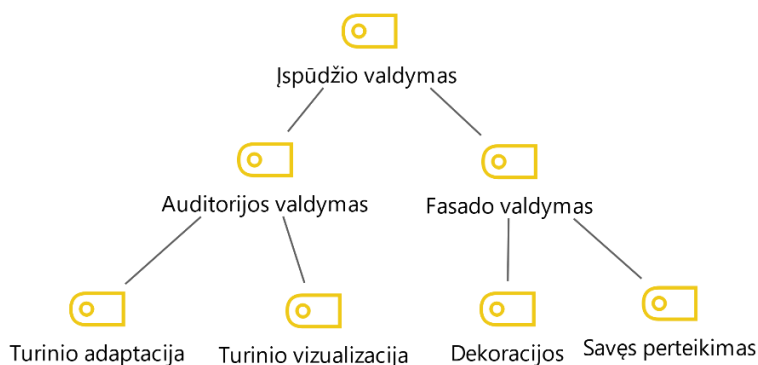 Įspūdžio valdymas
Auditorijos valdymas
Fasado valdymas
Turinio adaptacija
Turinio vizualizacija
Dekoracijos
Savęs perteikimas